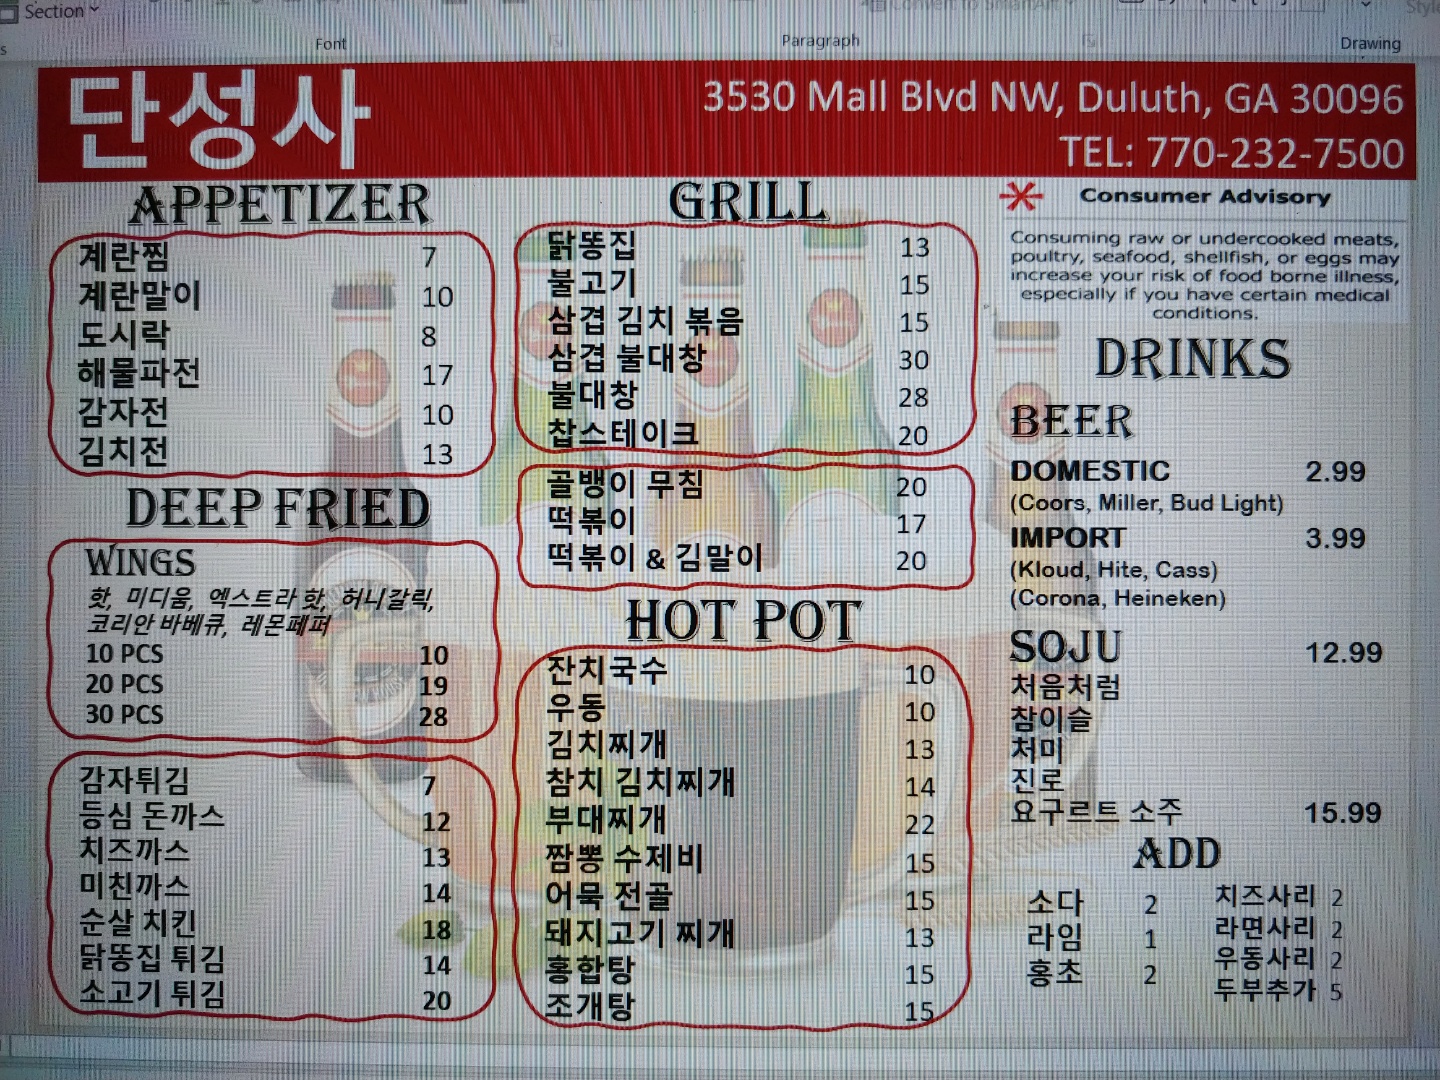 Section
Font
Paragraph
Drawing
단성사
3530 Mall Blvd NW, Duluth, GA 30096
TEL: 770-232-7500
APPETIZER
계란찜 7
계란말이 10
도시락 8
해물파전 17
감자전 10
김치전 13
DEEP FRIED
WINGS
핫, 미디움, 엑스트라 핫, 허니갈릭,
코리안 바베큐, 레몬페퍼
10 PCS 10
20 PCS 19
30 PCS 28
감자튀김 7
등심 돈까스 12
치즈까스 13
미친까스 14
순살 치킨 18
닭똥집 튀김 14
소고기 튀김 20
GRILL
닭똥집 13
불고기 15
삼겹 김치 볶음 15
삼겹 불대창 30
불대창 28
찹스테이크 20
골뱅이 무침 20
떡볶이 17
떡볶이 & 김말이 20
HOT POT
잔치국수 10
우동 10
김치찌개 13
참치 김치찌개 14
부대찌개 22
짬뽕 수제비 15
어묵 전골 15
돼지고기 찌개 13
홍합탕 15
조개탕 15
Consumer Advisory
Consuming raw or undercooked meats,
poultry, seafood, shellfish, or eggs may
increase your risk of food borne illness,
especially if you have certain medical
conditions.
DRINKS
BEER
DOMESTIC 2.99
(Coors, Miller, Bud Light)
IMPORT 3.99
(Kloud, Hite, Cass)
(Corona, Heineken)
SOJU 12.99
처음처럼
참이슬
처미
진로
요구르트 소주 15.99
ADD
소다 2
라임 1
홍초 2
치즈사리 2
라면사리 2
우동사리 2
두부추가 5